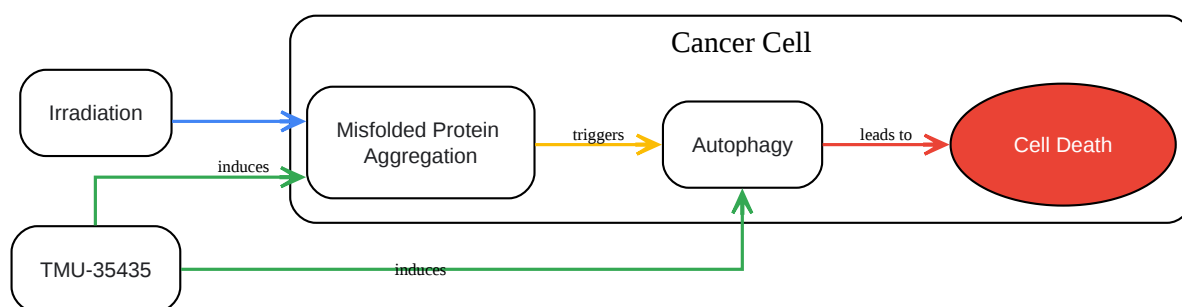 Cancer Cell
Irradiation
Misfolded Protein
Aggregation
triggers
Autophagy
leads to
Cell Death
induces
TMU-35435
induces